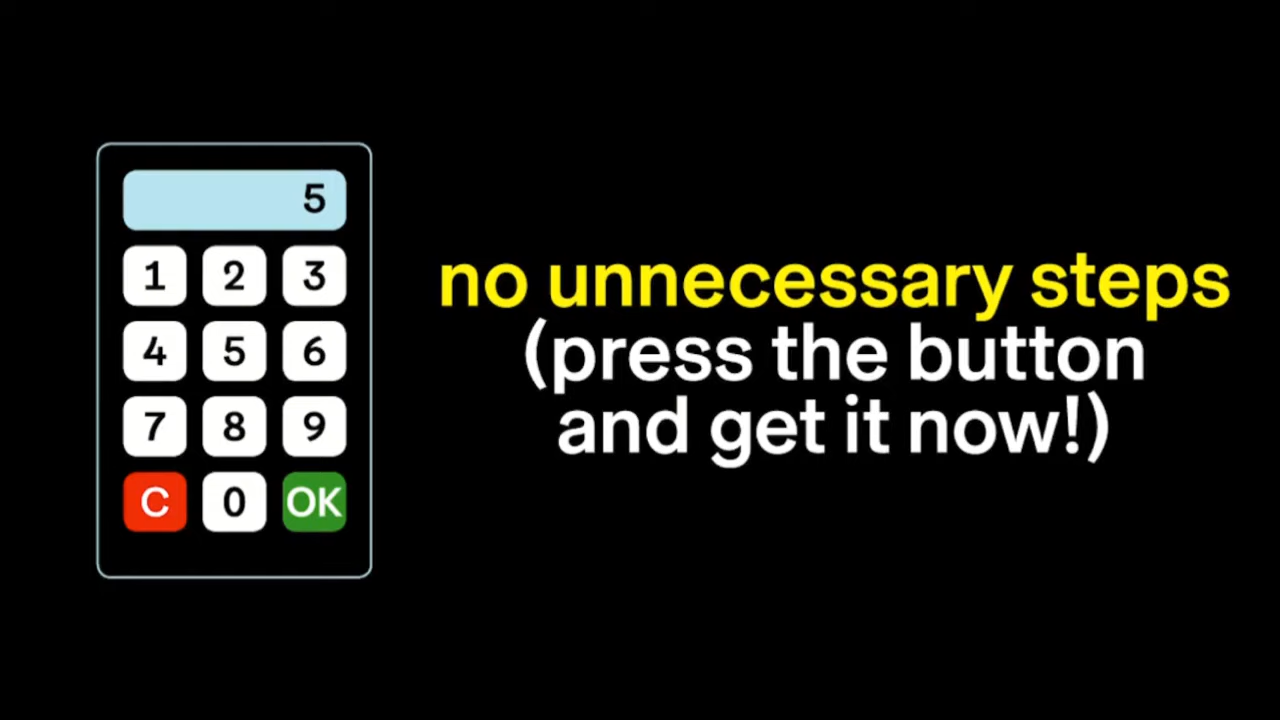 5
1 2 3
4 5 6
7 8 9
C 0 OK
no unnecessary steps
(press the button
and get it now!)